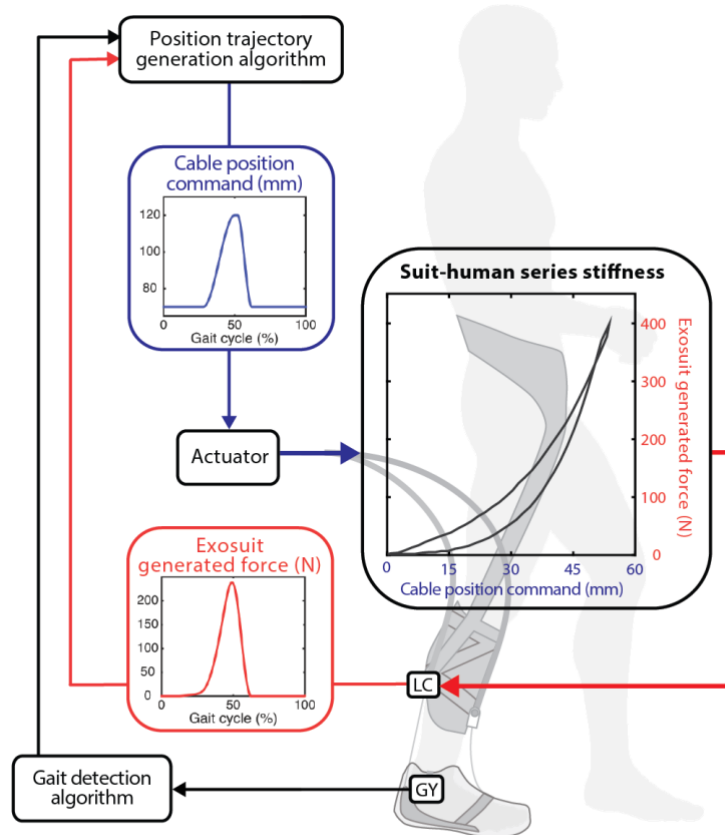 Position trajectory
generation algorithm
Cable position
command (mm)
120
100
80
0
50
100
Gait cycle (%)
Suit-human series stiffness
400
300
200
100
0
Exosuit generated force (N)
0
15
30
45
60
Cable position command (mm)
Actuator
Exosuit
generated force (N)
200
150
100
50
0
0
50
100
Gait cycle (%)
LC
Gait detection
algorithm
GY